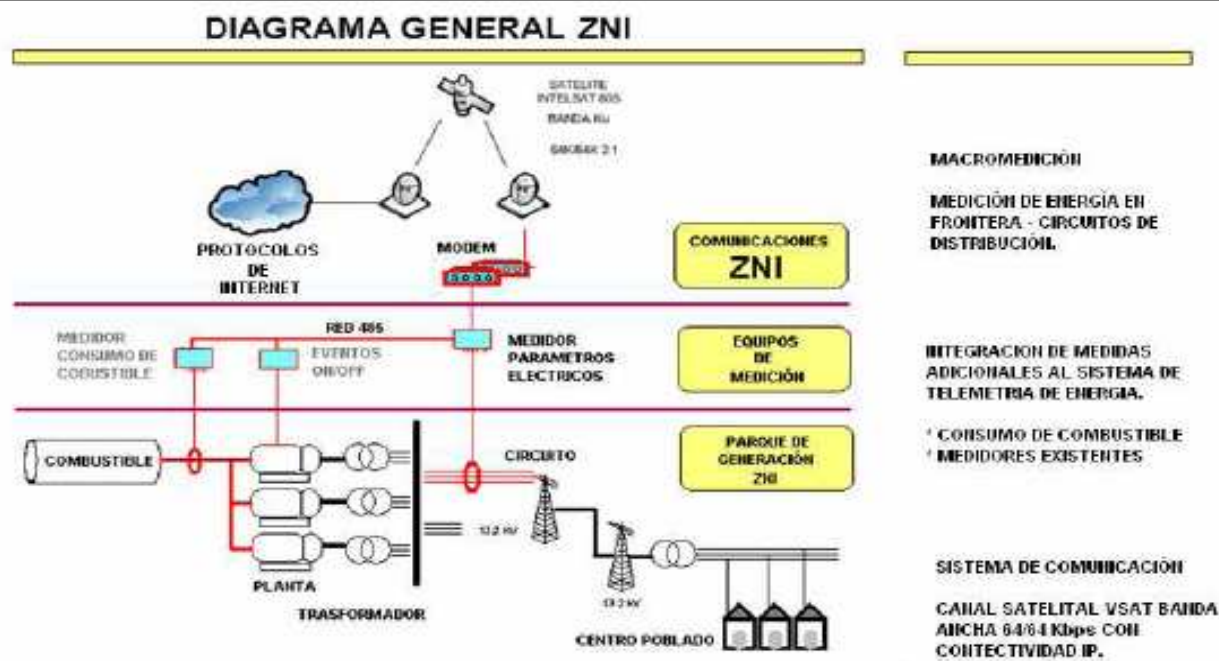 DIAGRAMA GENERAL ZNI
SATELITE
INTELSAT 805
BANDA Ku
64K/64K 2:1
PROTOCOLOS
DE
INTERNET
MODEM
COMUNICACIONES
ZNI
MACROMEDICIÓN
MEDICIÓN DE ENERGÍA EN
FRONTERA - CIRCUITOS DE
DISTRIBUCIÓN.
MEDIDOR
CONSUMO DE
COBUSTIBLE
RED 485
EVENTOS
ON/OFF
MEDIDOR
PARAMETROS
ELECTRICOS
EQUIPOS
DE
MEDICIÓN
INTEGRACION DE MEDIDAS
ADICIONALES AL SISTEMA DE
TELEMETRIA DE ENERGIA.
* CONSUMO DE COMBUSTIBLE
* MEDIDORES EXISTENTES
COMBUSTIBLE
PLANTA
TRASFORMADOR
CIRCUITO
13,2 kV
13,2 kV
CENTRO POBLADO
PARQUE DE
GENERACIÓN
ZNI
SISTEMA DE COMUNICACIÓN
CANAL SATELITAL VSAT BANDA
ANCHA 64/64 Kbps CON
CONTECTIVIDAD IP.